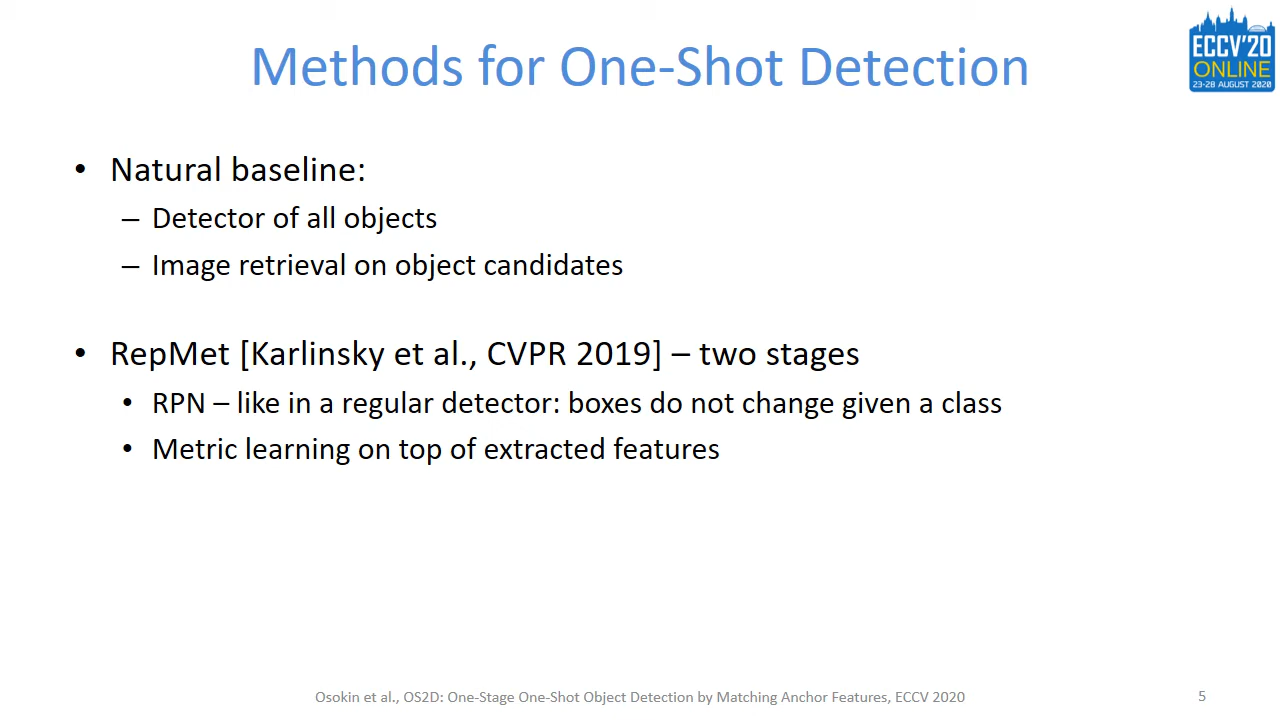 Methods for One-Shot Detection
ECCV'20
ONLINE
23-28 AUGUST 2020
• Natural baseline:
– Detector of all objects
– Image retrieval on object candidates
• RepMet [Karlinsky et al., CVPR 2019] – two stages
• RPN – like in a regular detector: boxes do not change given a class
• Metric learning on top of extracted features
Osokin et al., OS2D: One-Stage One-Shot Object Detection by Matching Anchor Features, ECCV 2020
5